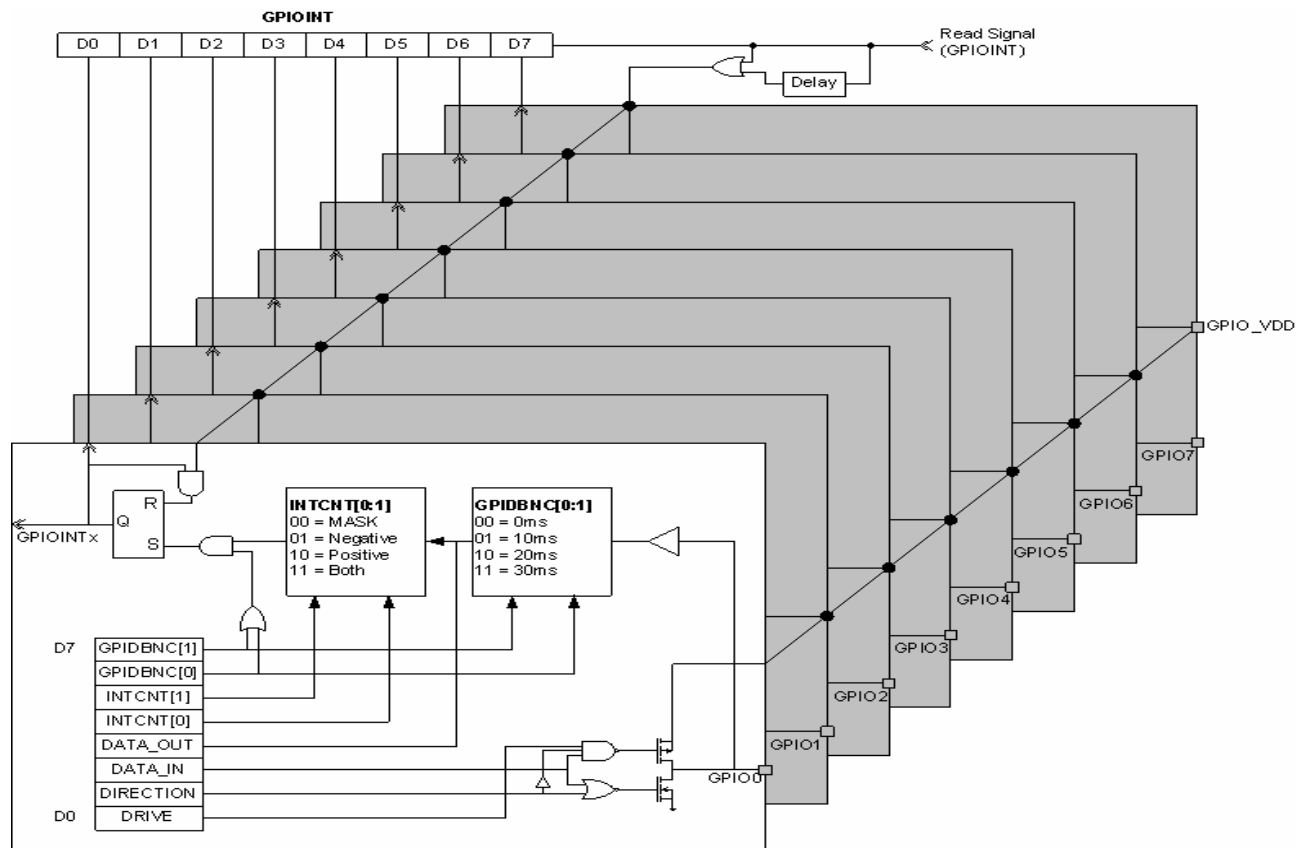 GPIOINT
D0 D1 D2 D3 D4 D5 D6 D7
Read Signal
(GPIOINT)
Delay
GPIO_VDD
GPIO7
GPIO6
GPIO5
GPIO4
GPIO3
GPIO2
GPIO1
GPIO0
R
Q
S
GPIOINTx
INTCNT[0:1]
00 = MASK
01 = Negative
10 = Positive
11 = Both
GPIDBNC[0:1]
00 = 0ms
01 = 10ms
10 = 20ms
11 = 30ms
D7 GPIDBNC[1]
GPIDBNC[0]
INTCNT[1]
INTCNT[0]
DATA_OUT
DATA_IN
DIRECTION
D0 DRIVE